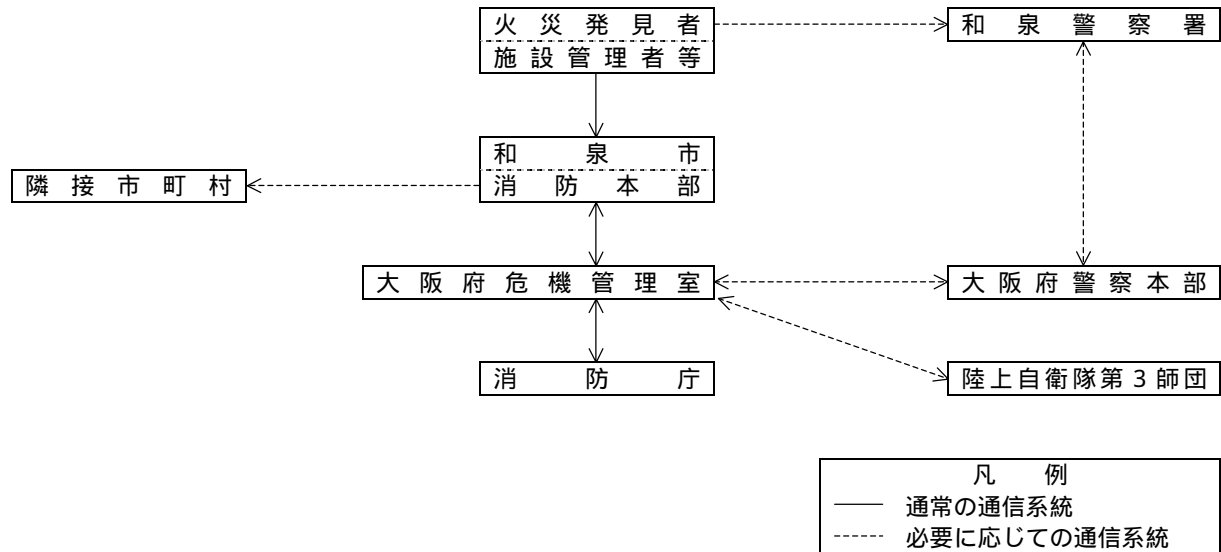 火災発見者
施設管理者等
和泉警察署
和泉市
消防本部
隣接市町村
大阪府危機管理室
大阪府警察本部
消防庁
陸上自衛隊第3師団
凡例
通常の通信系統
必要に応じての通信系統